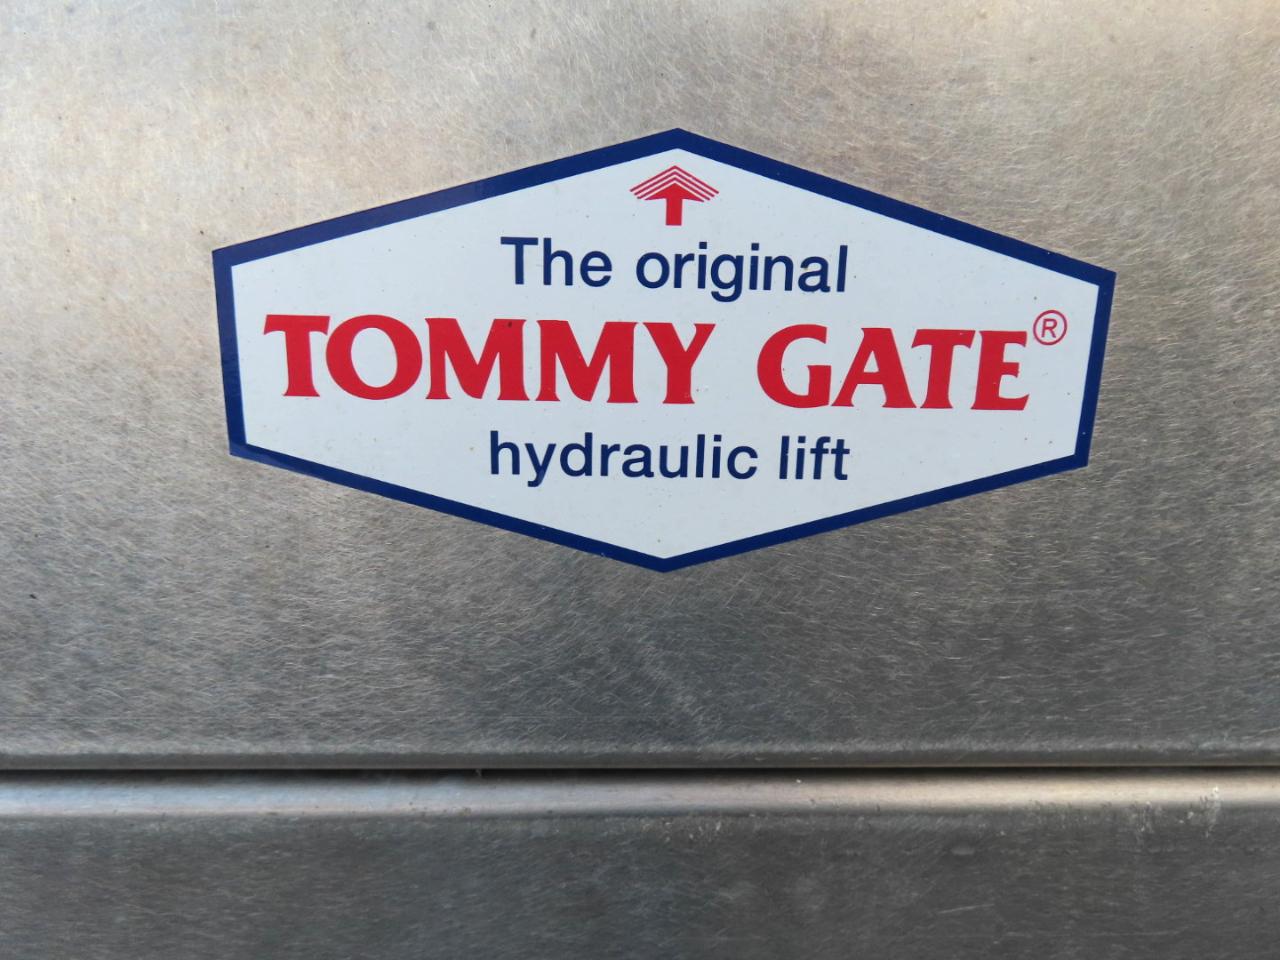 The original
TOMMY GATE®
hydraulic lift